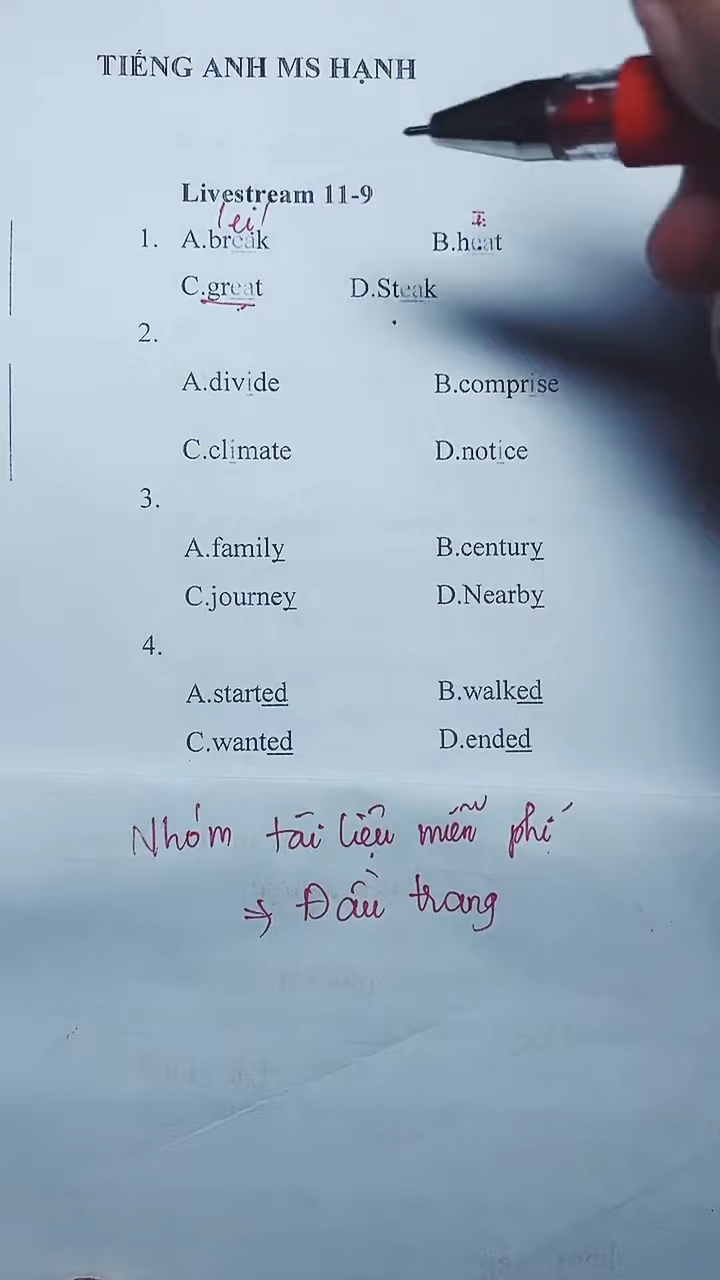 TIẾNG ANH MS HẠNH
Livestream 11-9
/ei/
i:
1. A.break B.heat
C.great D.Steak
2.
A.divide B.comprise
C.climate D.notice
3.
A.family B.century
C.journey D.Nearby
4.
A.started B.walked
C.wanted D.ended
Nhóm tài liệu miễn phí
=> Đầu trang